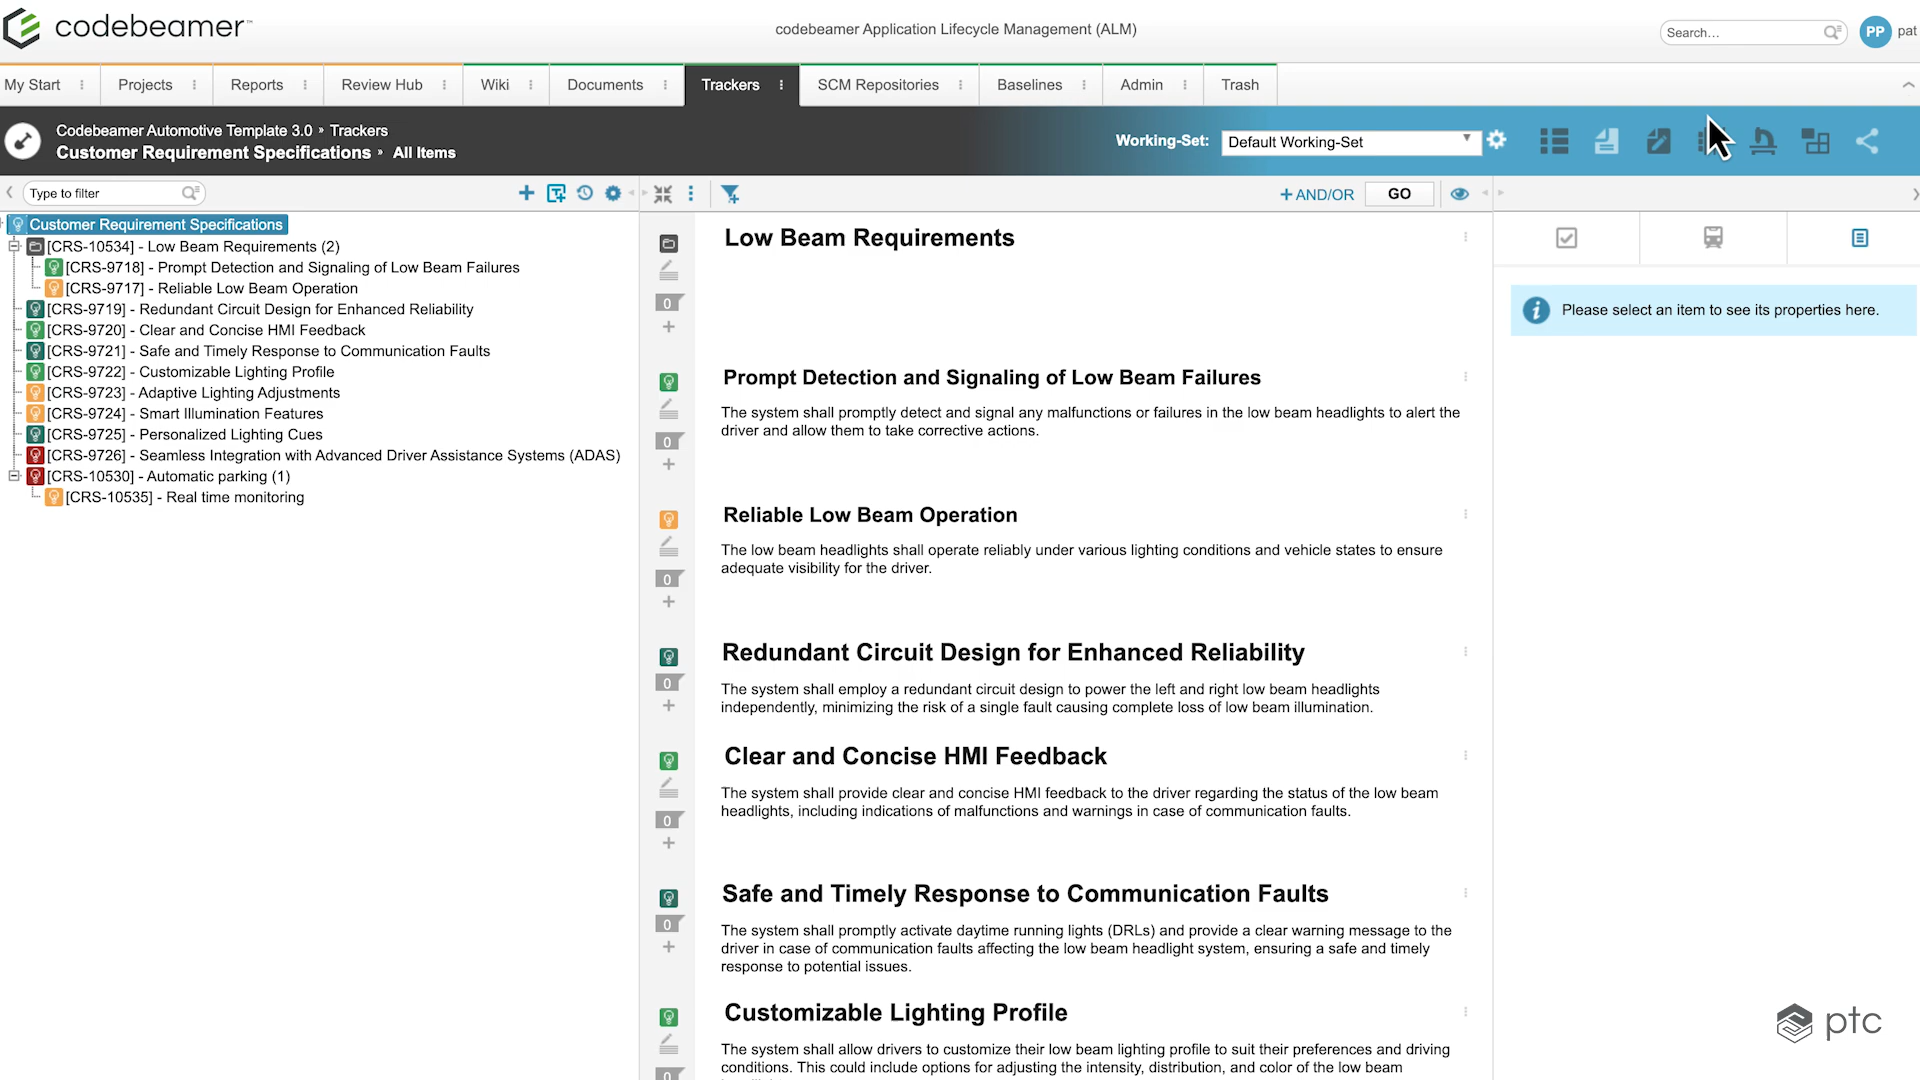 codebeamer
codebeamer Application Lifecycle Management (ALM)
Search...
PP
pat
My Start
Projects
Reports
Review Hub
Wiki
Documents
Trackers
SCM Repositories
Baselines
Admin
Trash
Codebeamer Automotive Template 3.0 » Trackers
Customer Requirement Specifications » All Items
Working-Set:
Default Working-Set
Type to filter
+AND/OR
GO
Customer Requirement Specifications
[CRS-10534] - Low Beam Requirements (2)
[CRS-9718] - Prompt Detection and Signaling of Low Beam Failures
[CRS-9717] - Reliable Low Beam Operation
[CRS-9719] - Redundant Circuit Design for Enhanced Reliability
[CRS-9720] - Clear and Concise HMI Feedback
[CRS-9721] - Safe and Timely Response to Communication Faults
[CRS-9722] - Customizable Lighting Profile
[CRS-9723] - Adaptive Lighting Adjustments
[CRS-9724] - Smart Illumination Features
[CRS-9725] - Personalized Lighting Cues
[CRS-9726] - Seamless Integration with Advanced Driver Assistance Systems (ADAS)
[CRS-10530] - Automatic parking (1)
[CRS-10535] - Real time monitoring
Low Beam Requirements
0
Prompt Detection and Signaling of Low Beam Failures
The system shall promptly detect and signal any malfunctions or failures in the low beam headlights to alert the
driver and allow them to take corrective actions.
0
Reliable Low Beam Operation
The low beam headlights shall operate reliably under various lighting conditions and vehicle states to ensure
adequate visibility for the driver.
0
Redundant Circuit Design for Enhanced Reliability
0
The system shall employ a redundant circuit design to power the left and right low beam headlights
independently, minimizing the risk of a single fault causing complete loss of low beam illumination.
Clear and Concise HMI Feedback
The system shall provide clear and concise HMI feedback to the driver regarding the status of the low beam
headlights, including indications of malfunctions and warnings in case of communication faults.
0
Safe and Timely Response to Communication Faults
0
The system shall promptly activate daytime running lights (DRLs) and provide a clear warning message to the
driver in case of communication faults affecting the low beam headlight system, ensuring a safe and timely
response to potential issues.
Customizable Lighting Profile
The system shall allow drivers to customize their low beam lighting profile to suit their preferences and driving
conditions. This could include options for adjusting the intensity, distribution, and color of the low beam
0
Please select an item to see its properties here.
ptc